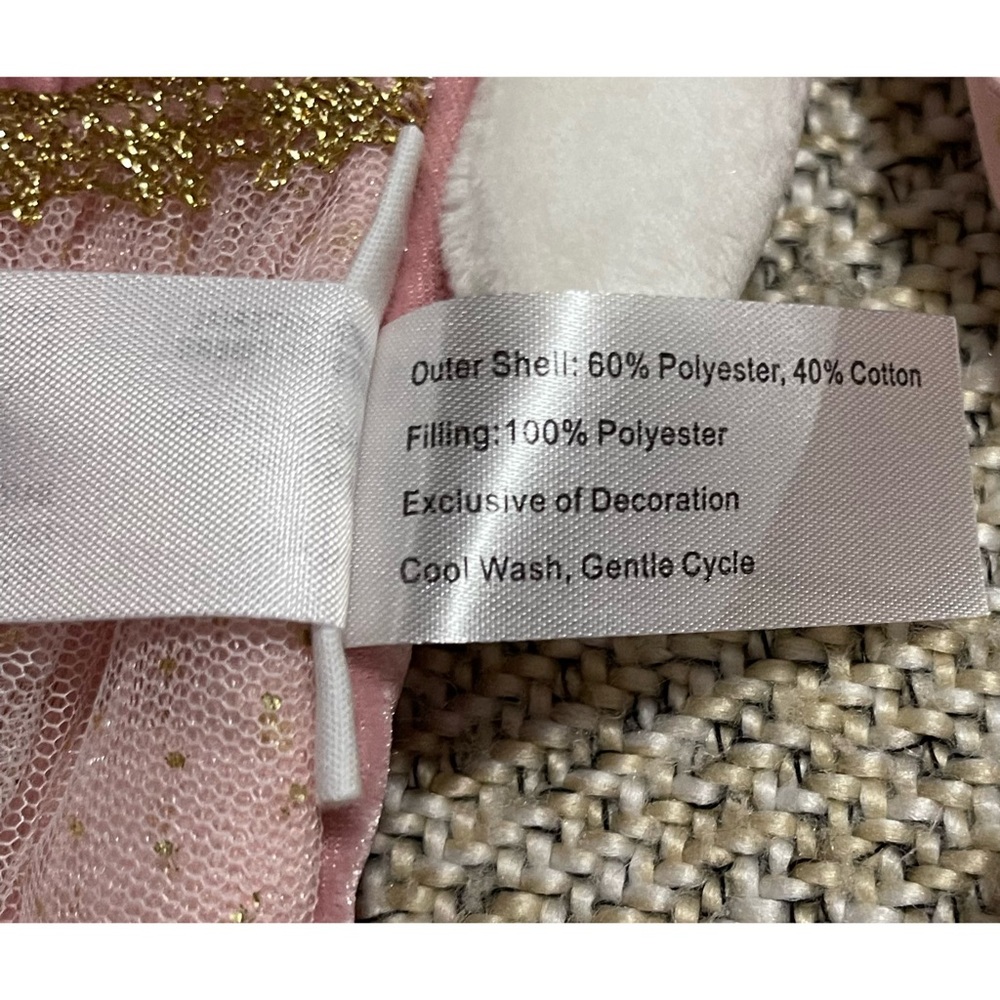 Outer Shell: 60% Polyester, 40% Cotton
Filling:100% Polyester
Exclusive of Decoration
Cool Wash, Gentle Cycle